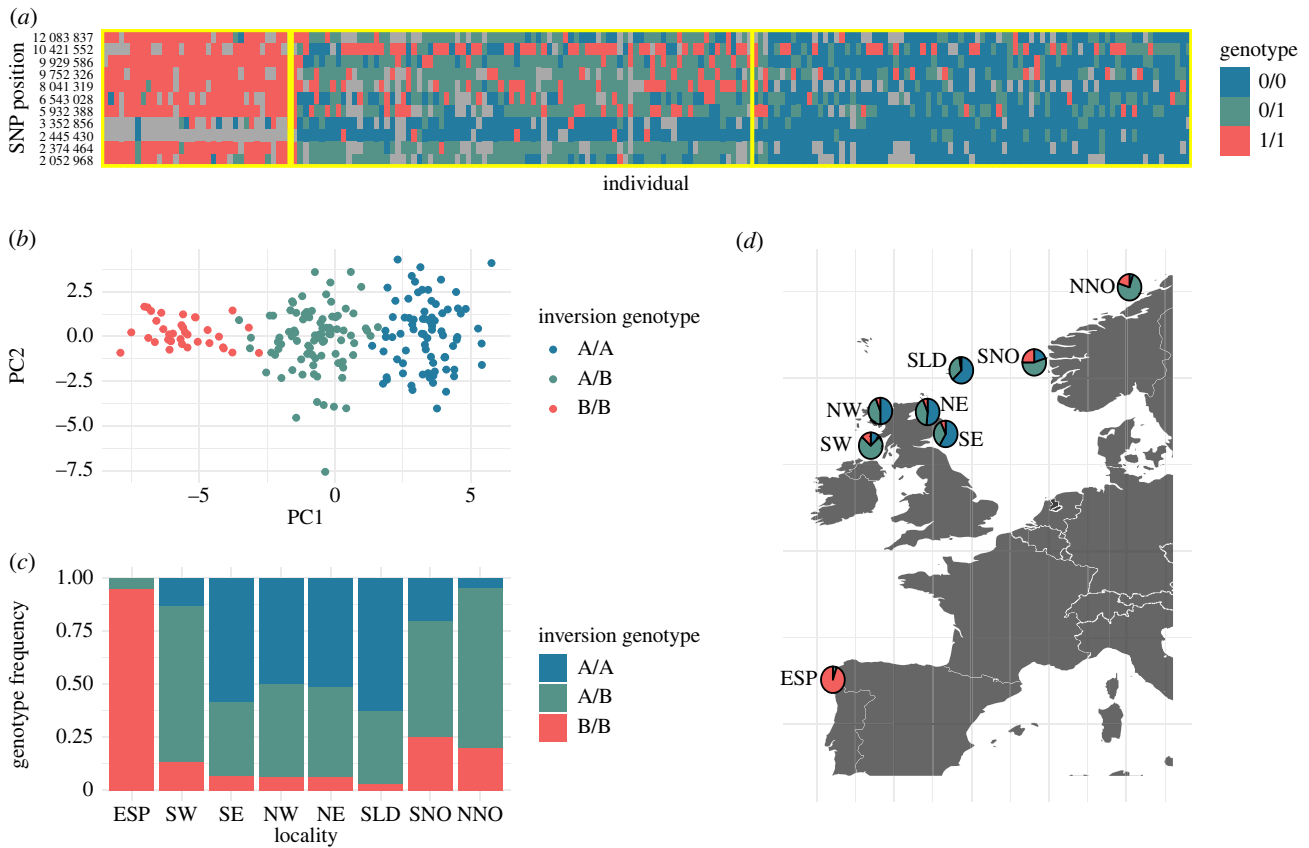 (a)
SNP position
12 083 837
10 421 552
9 929 586
9 752 326
8 041 319
6 543 028
5 932 388
3 352 856
2 445 430
2 374 464
2 052 968
individual
genotype
0/0
0/1
1/1
(b)
PC2
2.5
0.0
−2.5
−5.0
−7.5
−5
0
5
PC1
inversion genotype
A/A
A/B
B/B
(c)
genotype frequency
1.00
0.75
0.50
0.25
0
ESP
SW
SE
NW
NE
SLD
SNO
NNO
locality
inversion genotype
A/A
A/B
B/B
(d)
NNO
SNO
SLD
NW
NE
SW
SE
ESP